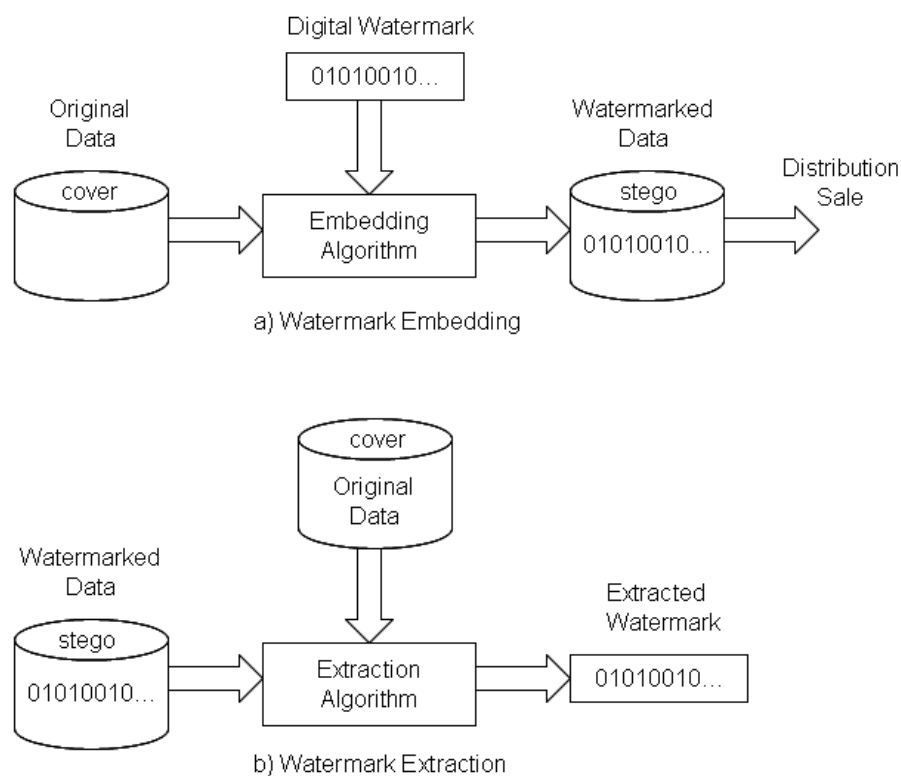 Digital Watermark
01010010...
Original
Data
cover
Embedding
Algorithm
Watermarked
Data
stego
01010010...
Distribution
Sale
a) Watermark Embedding
cover
Original
Data
Watermarked
Data
stego
01010010...
Extraction
Algorithm
Extracted
Watermark
01010010...
b) Watermark Extraction